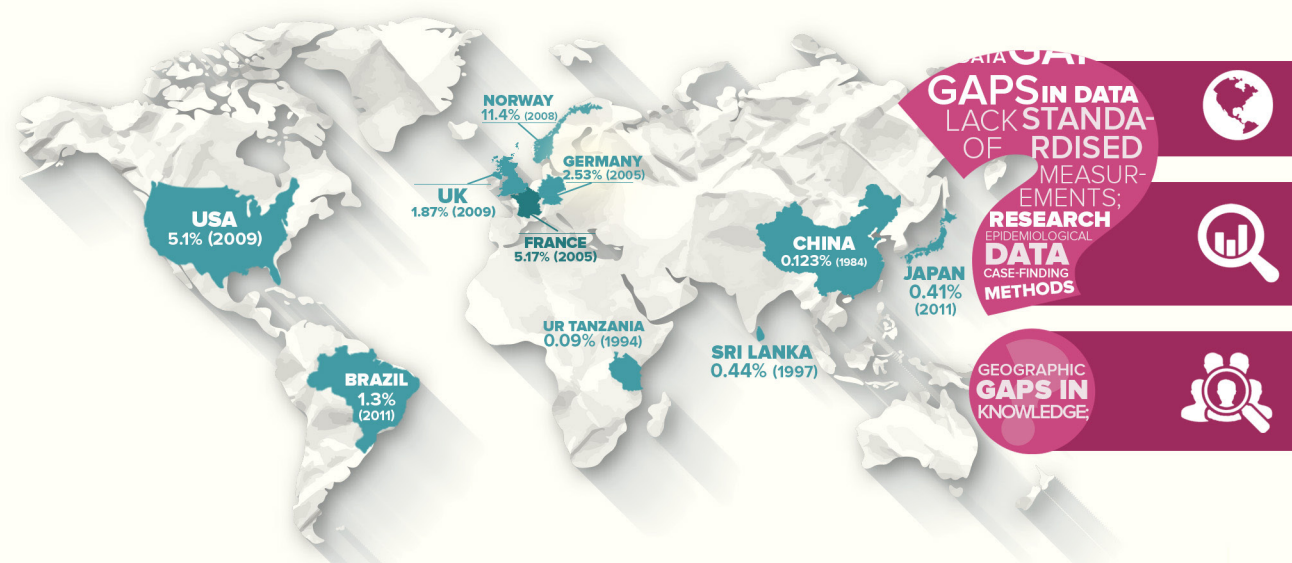 NORWAY
11.4% (2008)
GERMANY
2.53% (2005)
UK
1.87% (2009)
FRANCE
5.17% (2005)
USA
5.1% (2009)
CHINA
0.123% (1984)
JAPAN
0.41%
(2011)
UR TANZANIA
0.09% (1994)
SRI LANKA
0.44% (1997)
BRAZIL
1.3%
(2011)
GAPS IN DATA
LACK STANDA-
OF RDISED
MEASUR-
EMENTS;
RESEARCH
EPIDEMIOLOGICAL
DATA
CASE-FINDING
METHODS
GEOGRAPHIC
GAPS IN
KNOWLEDGE;